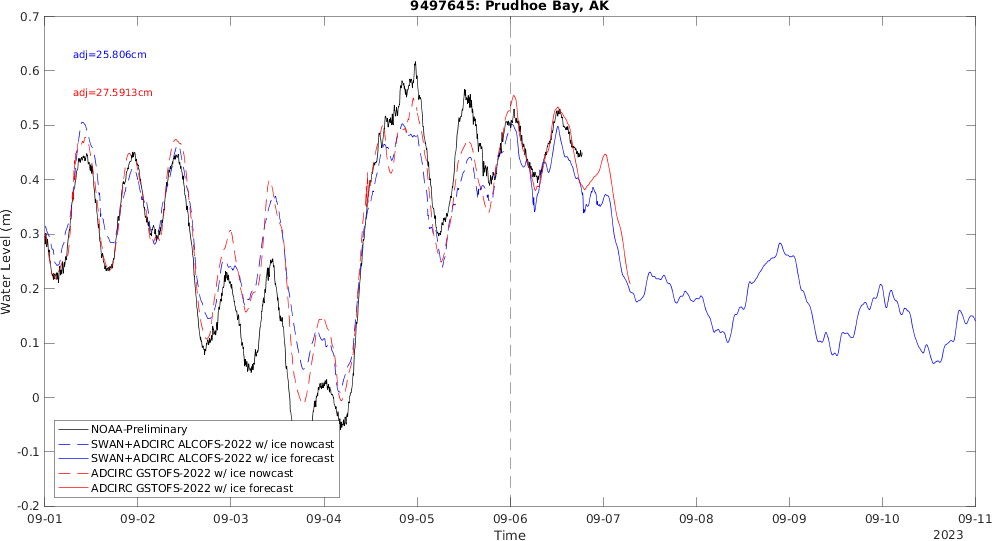 9497645: Prudhoe Bay, AK
0.7
adj=25.806cm
0.6
adj=27.5913cm
0.5
0.4
0.3
0.2
0.1
0
-0.1
-0.2
Water Level (m)
NOAA-Preliminary
SWAN+ADCIRC ALCOFS-2022 w/ ice nowcast
SWAN+ADCIRC ALCOFS-2022 w/ ice forecast
ADCIRC GSTOFS-2022 w/ ice nowcast
ADCIRC GSTOFS-2022 w/ ice forecast
09-01 09-02 09-03 09-04 09-05 09-06 09-07 09-08 09-09 09-10 09-11
Time
2023